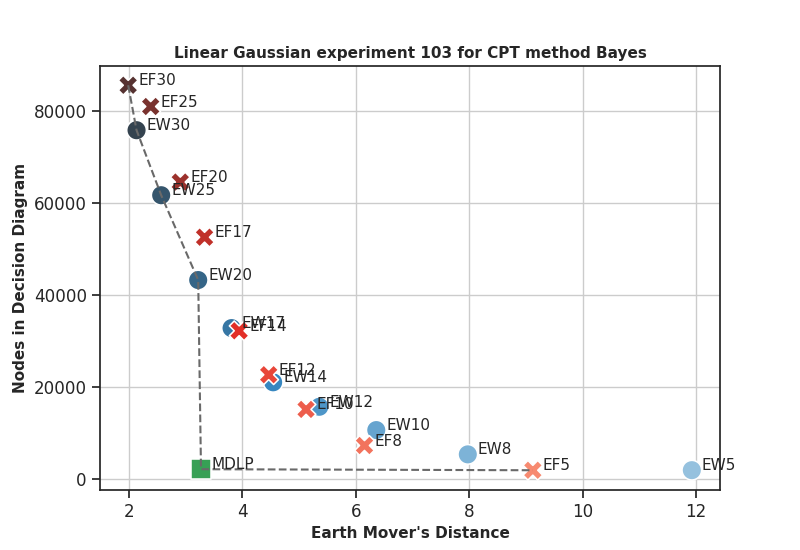 Linear Gaussian experiment 103 for CPT method Bayes
EF30
EF25
80000
EW30
EF20
EW25
60000
EF17
EW20
40000
EW17
EF14
EF12
EW14
20000
EW12
EF10
EW10
EF8
EW8
MDLP
EF5
EW5
0
2
4
6
8
10
12
Nodes in Decision Diagram
Earth Mover's Distance